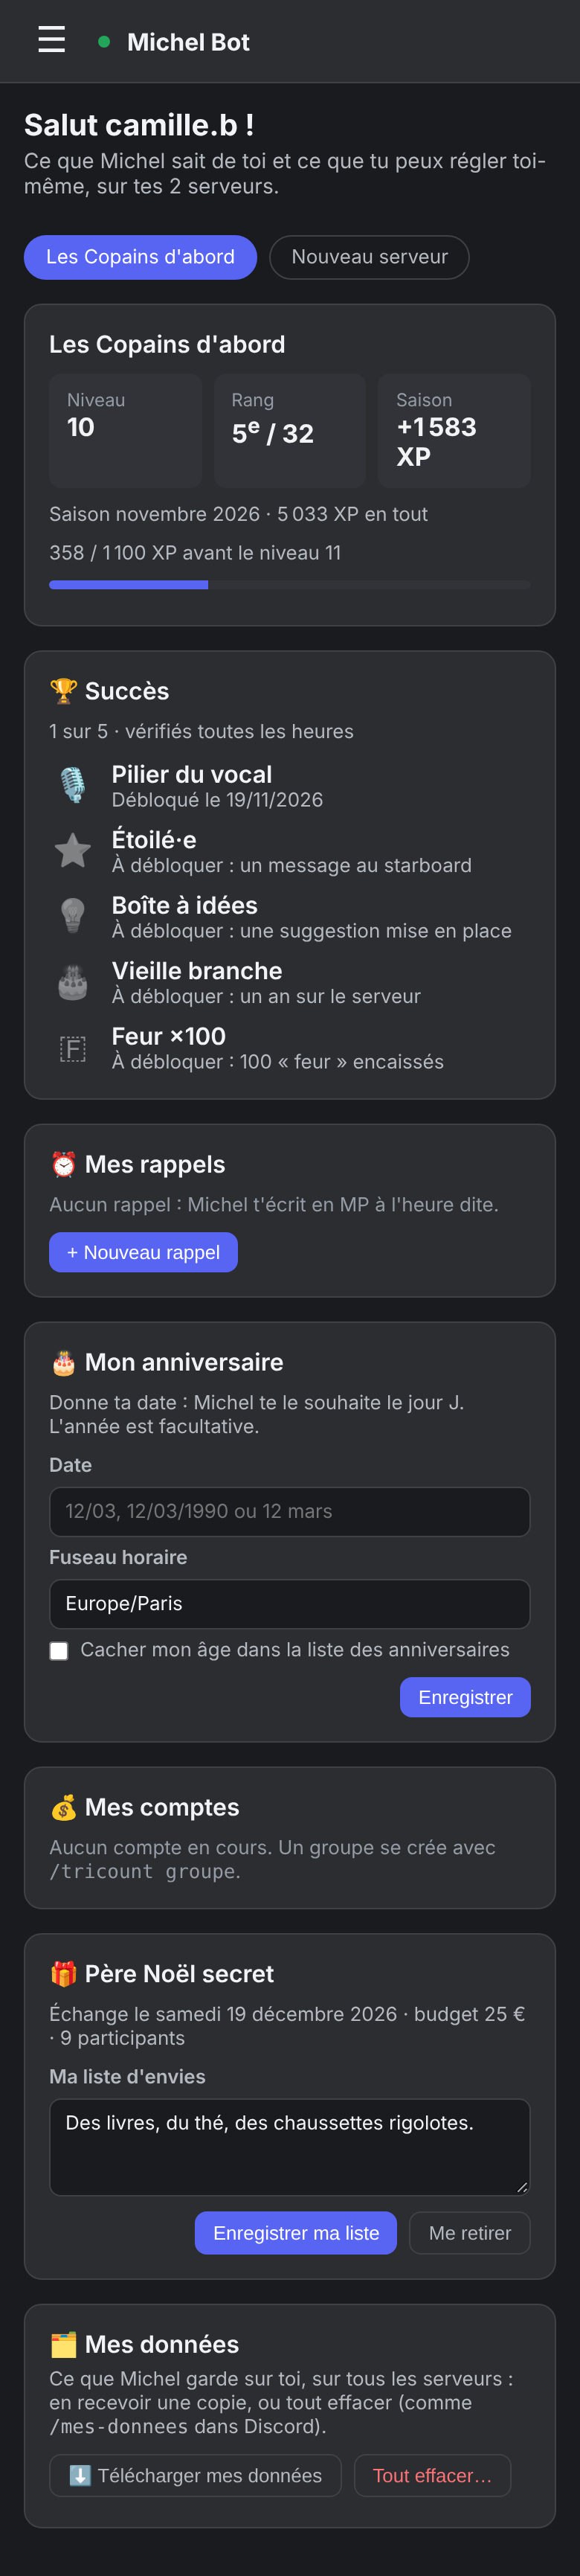 ☰ Michel Bot
Salut camille.b !
Ce que Michel sait de toi et ce que tu peux régler toi-
même, sur tes 2 serveurs.
Les Copains d'abord Nouveau serveur
Les Copains d'abord
Niveau
10
Rang
5e / 32
Saison
+1 583
XP
Saison novembre 2026 · 5 033 XP en tout
358 / 1 100 XP avant le niveau 11
🏆 Succès
1 sur 5 · vérifiés toutes les heures
🎙️ Pilier du vocal
Débloqué le 19/11/2026
⭐ Étoilé·e
À débloquer : un message au starboard
💡 Boîte à idées
À débloquer : une suggestion mise en place
🎂 Vieille branche
À débloquer : un an sur le serveur
🇫 Feur ×100
À débloquer : 100 « feur » encaissés
⏰ Mes rappels
Aucun rappel : Michel t'écrit en MP à l'heure dite.
+ Nouveau rappel
🎂 Mon anniversaire
Donne ta date : Michel te le souhaite le jour J.
L'année est facultative.
Date
12/03, 12/03/1990 ou 12 mars
Fuseau horaire
Europe/Paris
Cacher mon âge dans la liste des anniversaires
Enregistrer
💰 Mes comptes
Aucun compte en cours. Un groupe se crée avec
/tricount groupe.
🎁 Père Noël secret
Échange le samedi 19 décembre 2026 · budget 25 €
· 9 participants
Ma liste d'envies
Des livres, du thé, des chaussettes rigolotes.
Enregistrer ma liste Me retirer
🗂️ Mes données
Ce que Michel garde sur toi, sur tous les serveurs :
en recevoir une copie, ou tout effacer (comme
/mes-donnees dans Discord).
⬇️ Télécharger mes données Tout effacer…